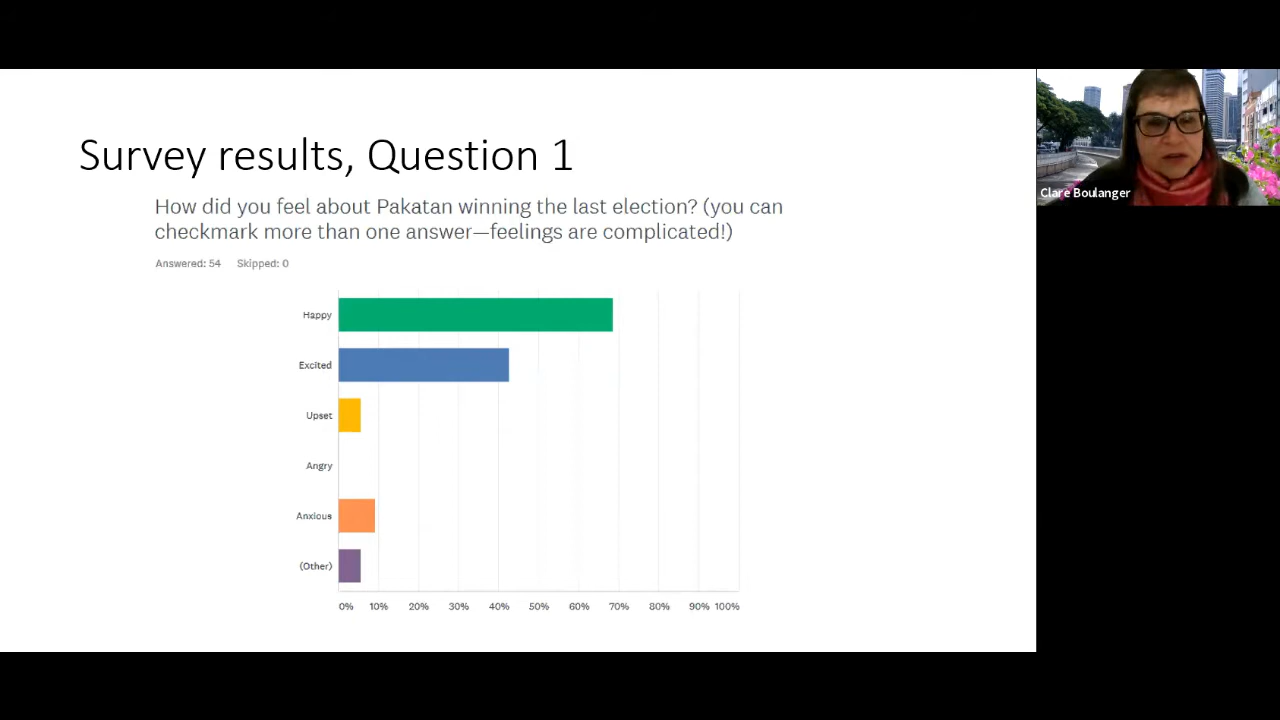 Survey results, Question 1
How did you feel about Pakatan winning the last election? (you can
checkmark more than one answer—feelings are complicated!)
Answered: 54 Skipped: 0
Happy
Excited
Upset
Angry
Anxious
(Other)
0% 10% 20% 30% 40% 50% 60% 70% 80% 90% 100%
Clare Boulanger